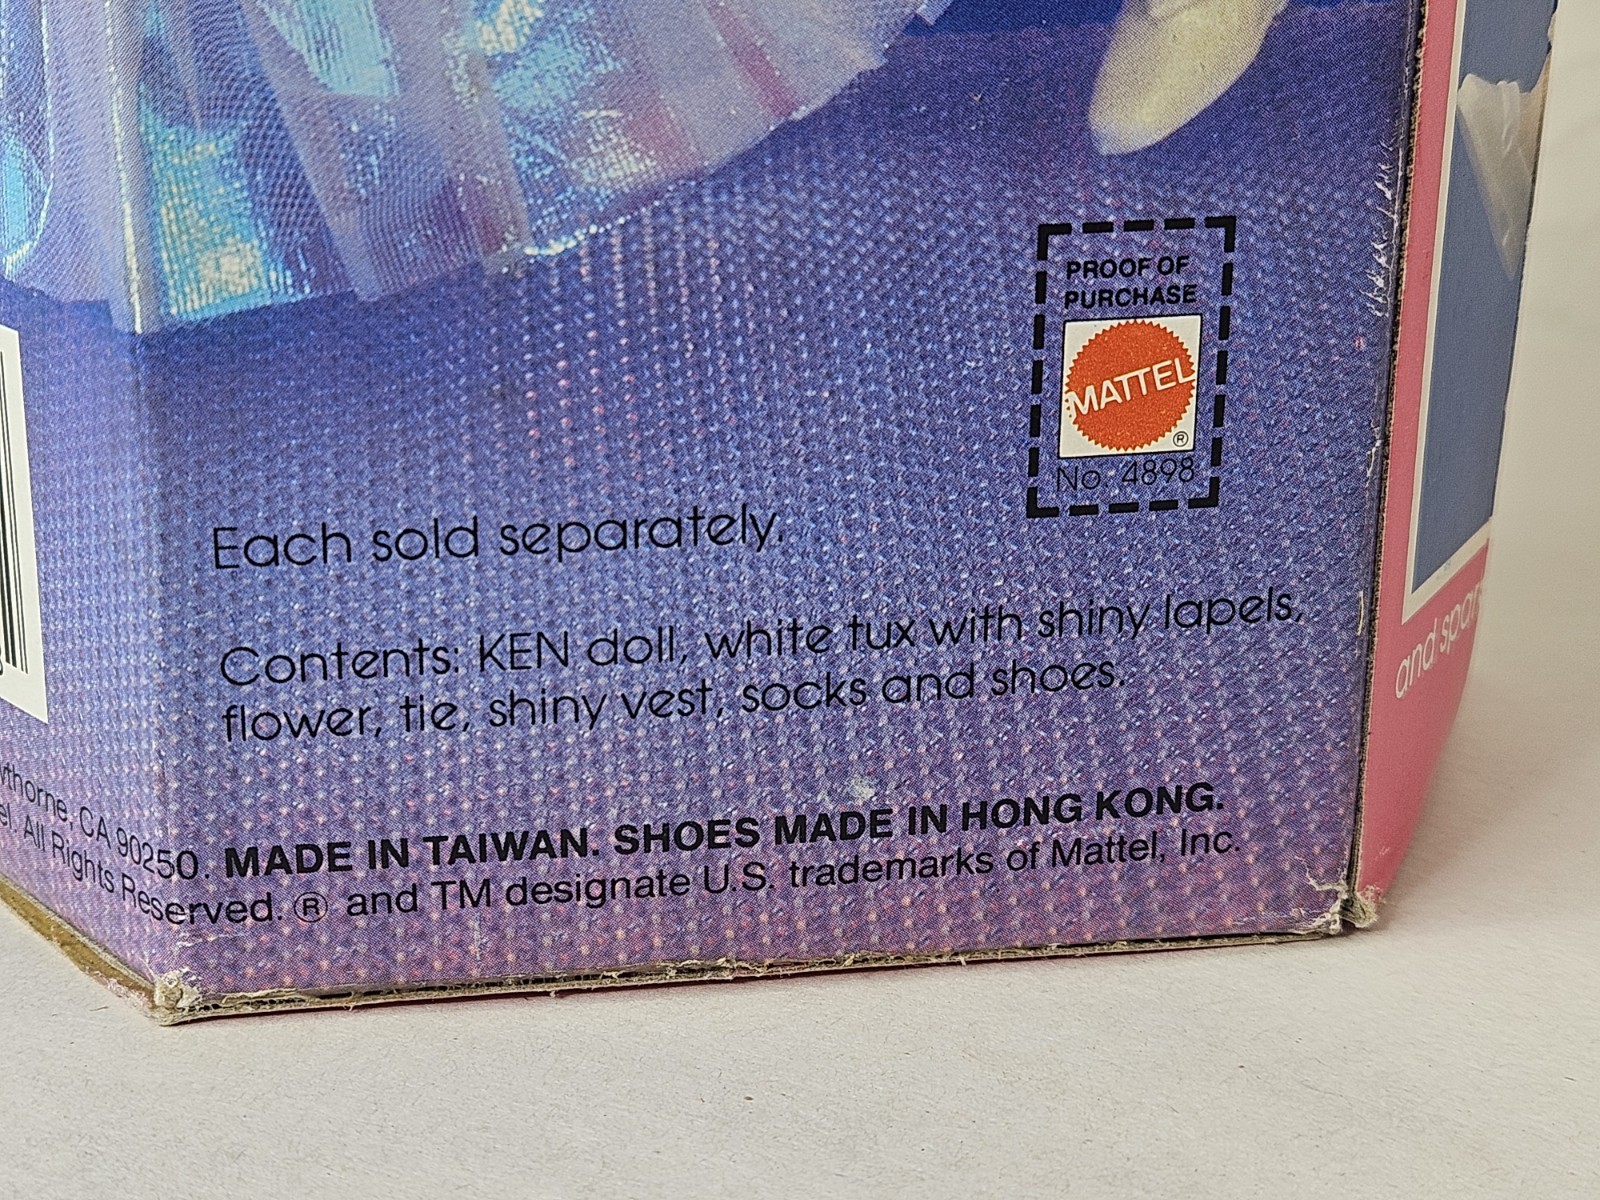 PROOF OF
PURCHASE
MATTEL
®
No. 4898
Each sold separately.
Contents: KEN doll, white tux with shiny lapels,
flower, tie, shiny vest, socks and shoes.
CA 90250. MADE IN TAIWAN. SHOES MADE IN HONG KONG.
All Rights Reserved. ® and TM designate U.S. trademarks of Mattel, Inc.
and